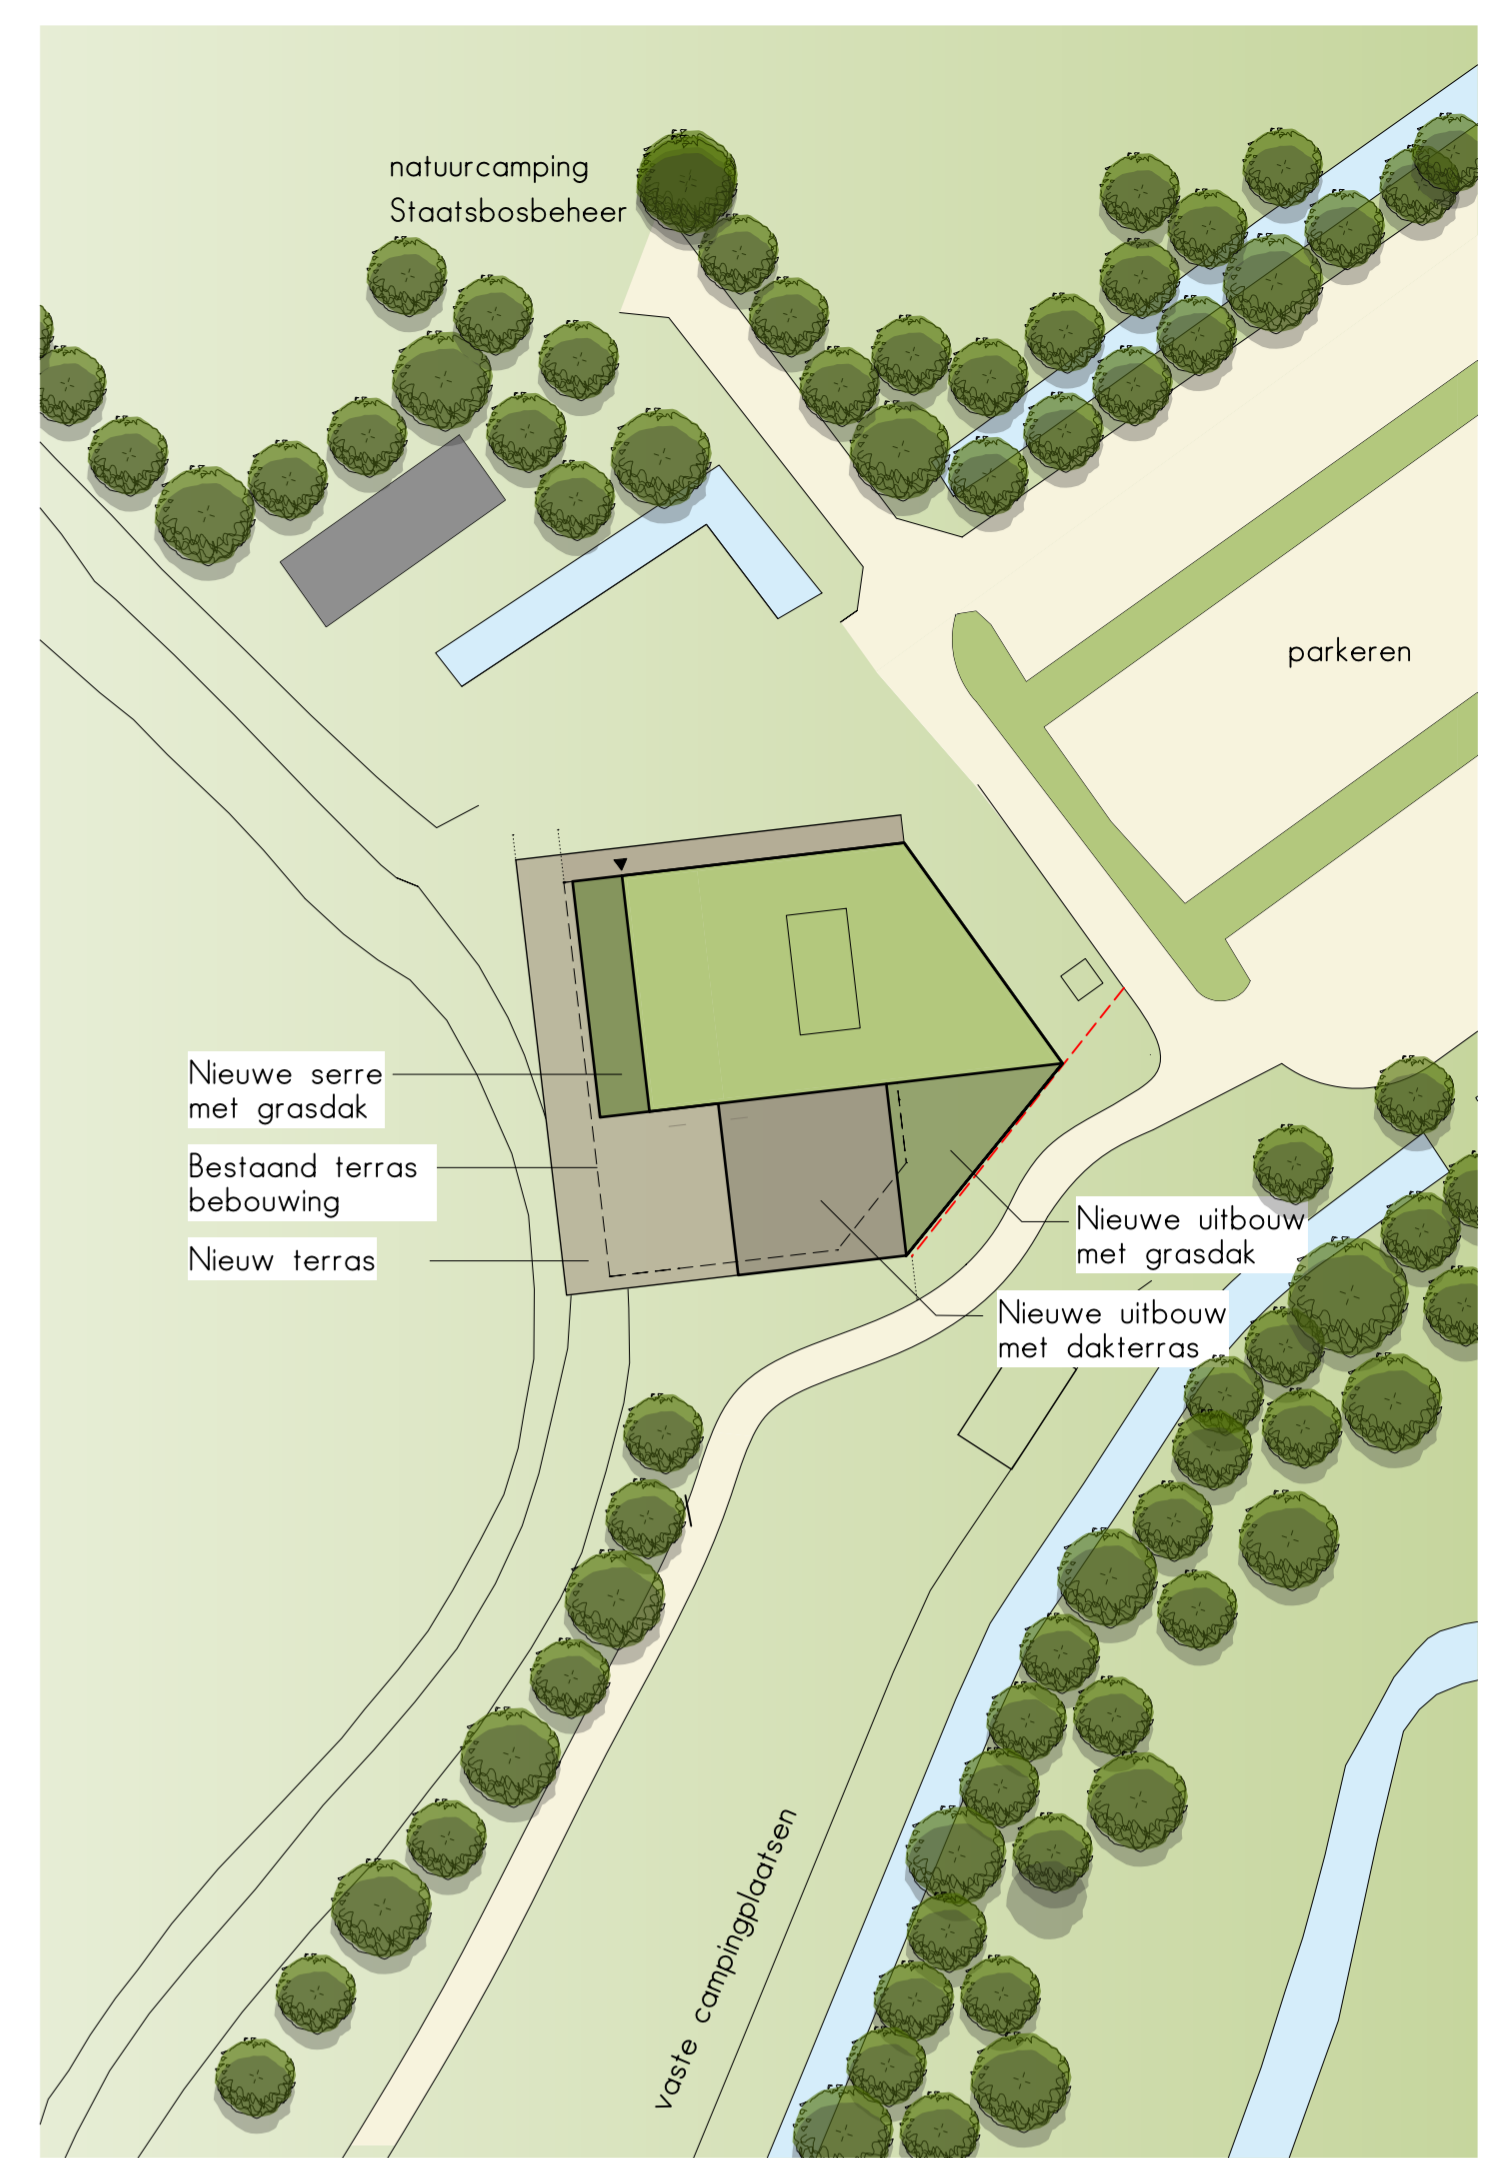 natuurcamping
Staatsbosbeheer
parkeren
Nieuwe serre
met grasdak
Bestaand terras
bebouwing
Nieuw terras
Nieuwe uitbouw
met grasdak
Nieuwe uitbouw
met dakterras
vaste campingplaatsen